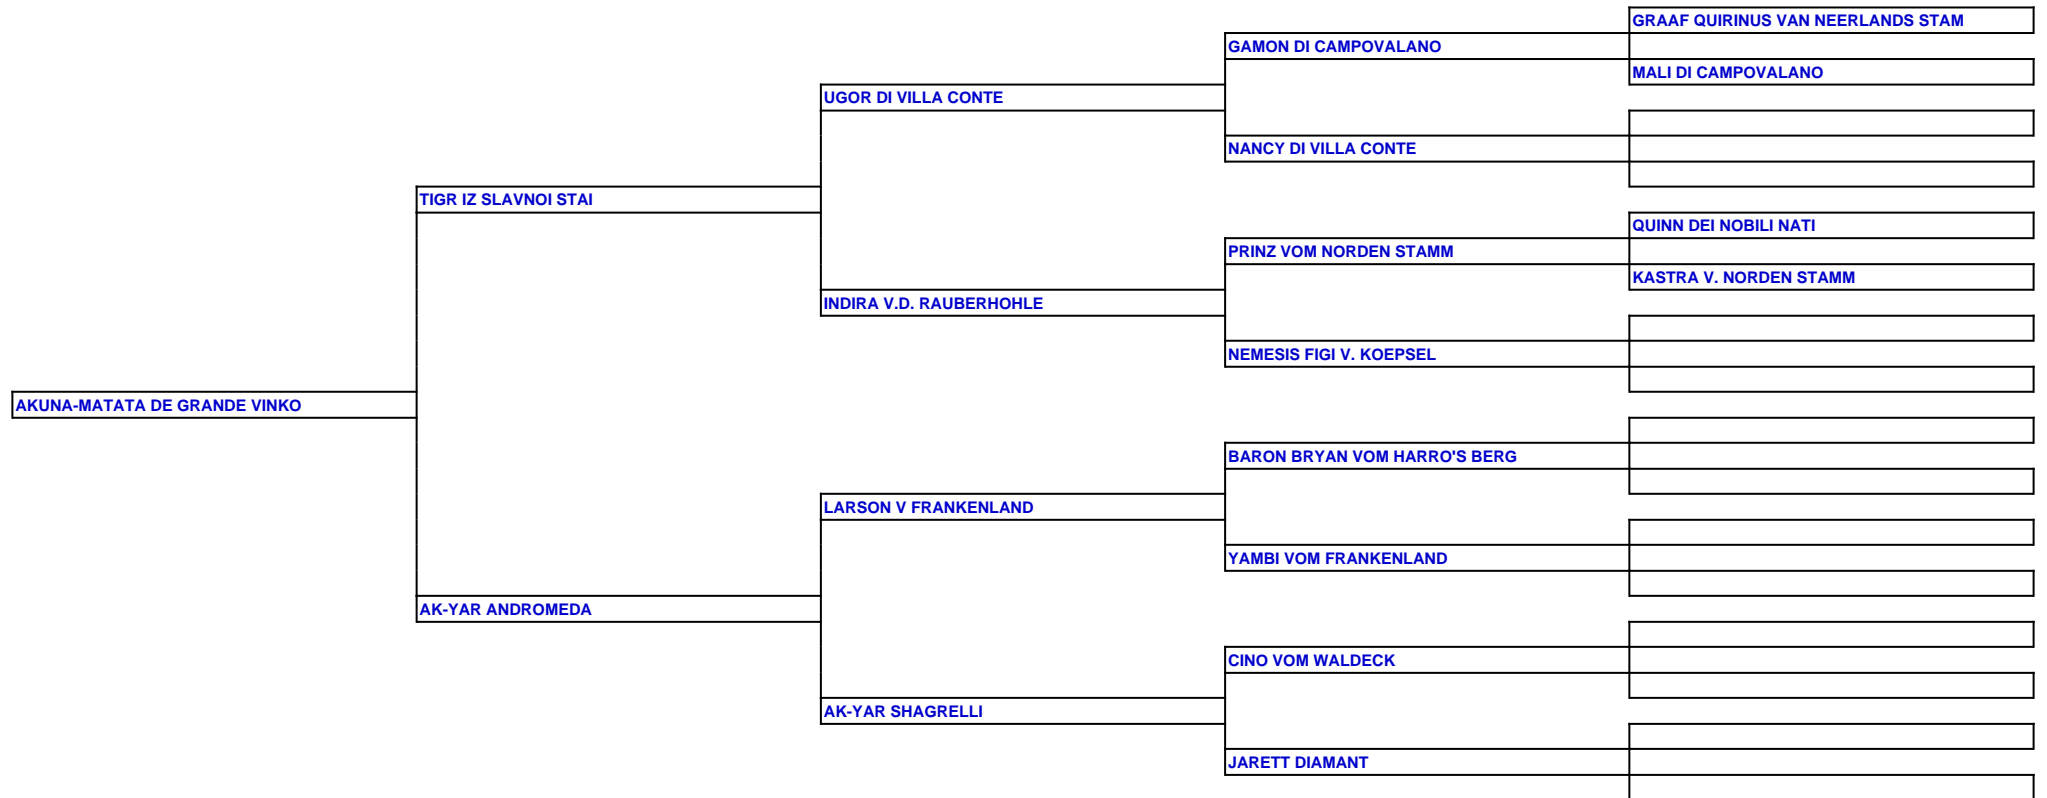 GRAAF QUIRINUS VAN NEERLANDS STAM
GAMON DI CAMPOVALANO
MALI DI CAMPOVALANO
UGOR DI VILLA CONTE
NANCY DI VILLA CONTE
TIGR IZ SLAVNOI STAI
QUINN DEI NOBILI NATI
PRINZ VOM NORDEN STAMM
KASTRA V. NORDEN STAMM
INDIRA V.D. RAUBERHOHLE
NEMESIS FIGI V. KOEPSEL
AKUNA-MATATA DE GRANDE VINKO
BARON BRYAN VOM HARRO'S BERG
LARSON V FRANKENLAND
YAMBI VOM FRANKENLAND
AK-YAR ANDROMEDA
CINO VOM WALDECK
AK-YAR SHAGRELLI
JARETT DIAMANT